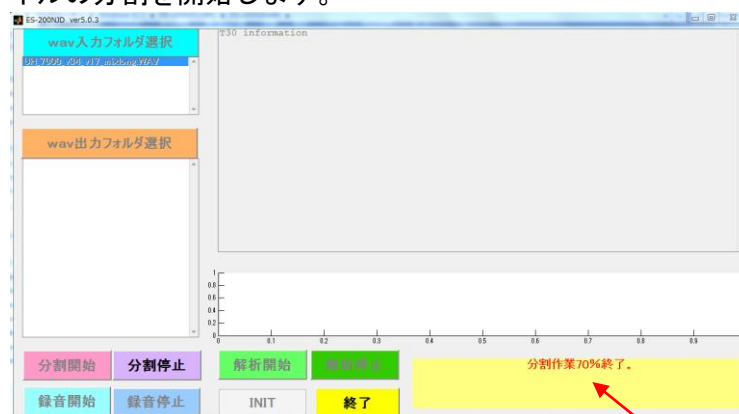 イルの分割を開始します。
ES-200NJD ver5.0.3
wav入力フォルダ選択
T30 information
wav出力フォルダ選択
1
0.8
0.6
0.4
0.2
0
0 0.1 0.2 0.3 0.4 0.5 0.6 0.7 0.8 0.9
分割開始 分割停止 解析開始
分割作業70%終了。
録音開始 録音停止 INIT 終了